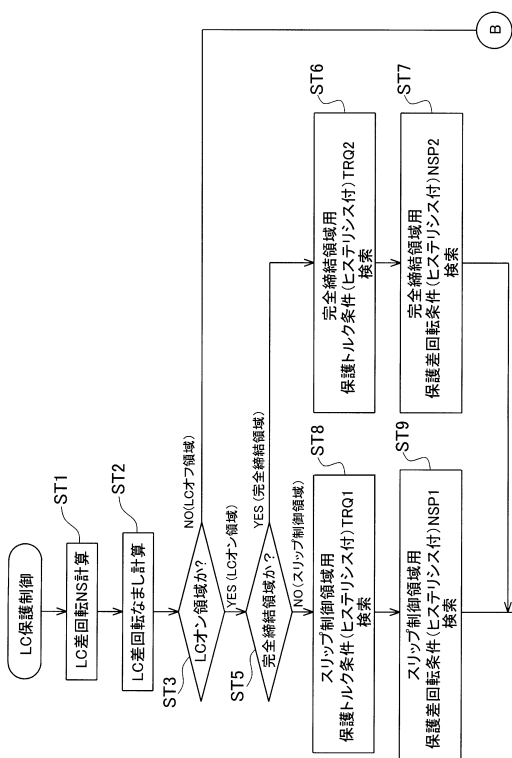 LC保護制御
LC差回転NS計算
ST1
LC差回転なまし計算
ST2
LCオン領域か?
ST3
NO(LCオフ領域)
B
YES(LCオン領域)
完全締結領域か?
ST5
YES(完全締結領域)
NO(スリップ制御領域)
完全締結領域用
保護トルク条件(ヒステリシス付)TRQ2
検索
ST6
完全締結領域用
保護差回転条件(ヒステリシス付)NSP2
検索
ST7
スリップ制御領域用
保護トルク条件(ヒステリシス付)TRQ1
検索
ST8
スリップ制御領域用
保護差回転条件(ヒステリシス付)NSP1
検索
ST9